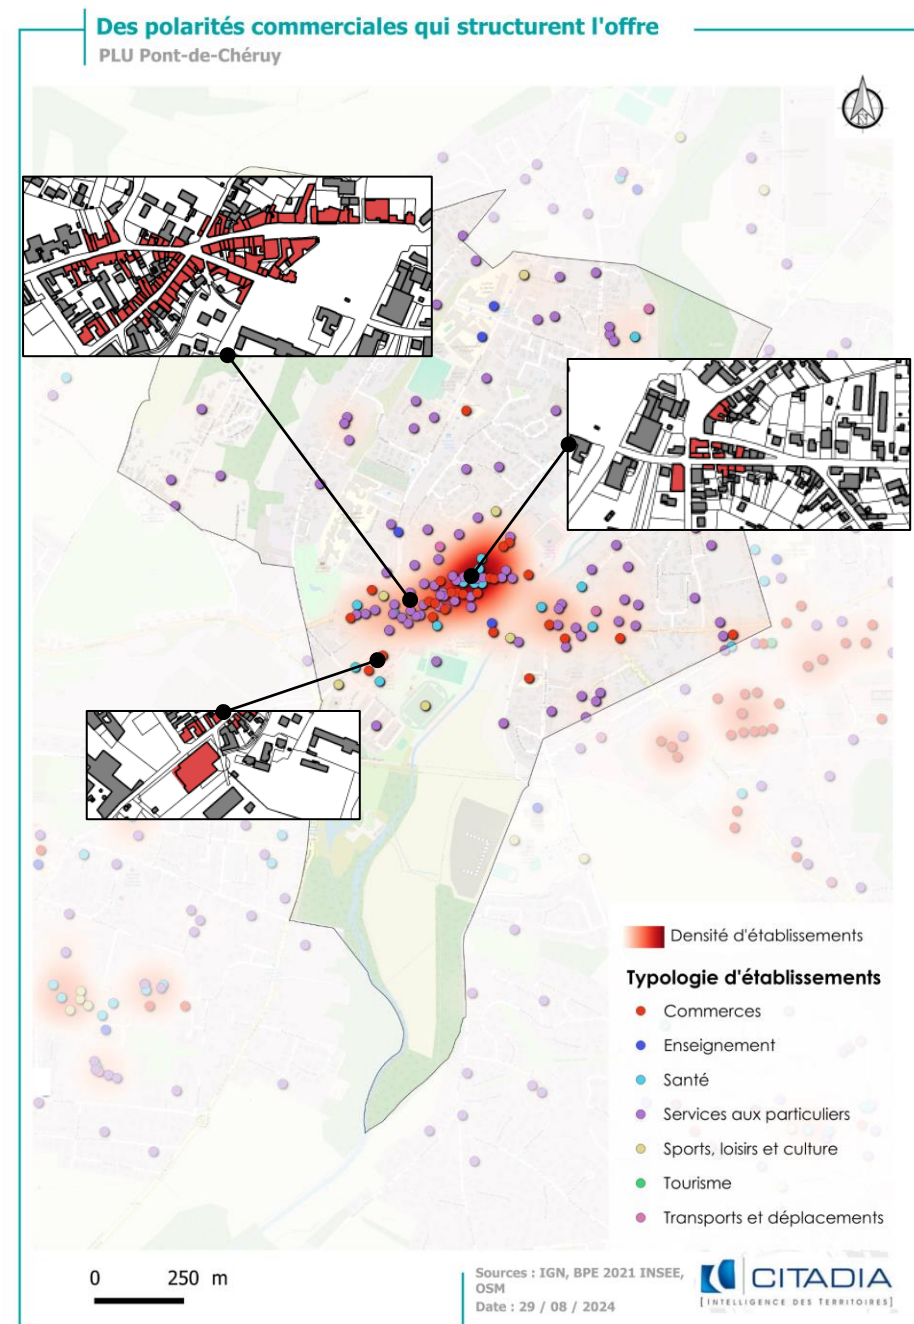 Des polarités commerciales qui structurent l'offre
PLU Pont-de-Chéruy
N
Densité d'établissements
Typologie d'établissements
Commerces
Enseignement
Santé
Services aux particuliers
Sports, loisirs et culture
Tourisme
Transports et déplacements
0 250 m
Sources : IGN, BPE 2021 INSEE,
OSM
Date : 29 / 08 / 2024
CITADIA
[ INTELLIGENCE DES TERRITOIRES ]